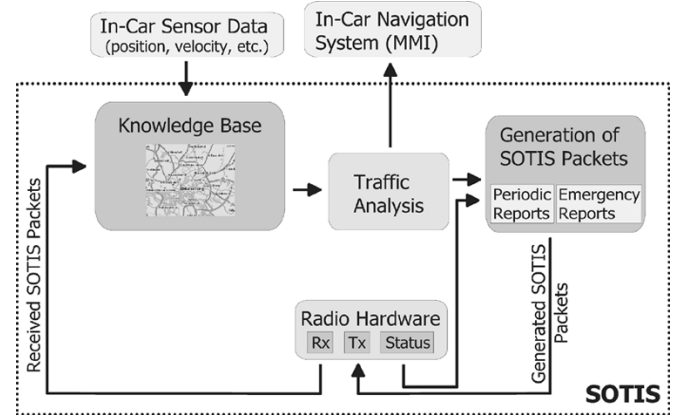 In-Car Sensor Data
(position, velocity, etc.)
In-Car Navigation
System (MMI)
Knowledge Base
Generation of
SOTIS Packets
Traffic
Analysis
Periodic
Reports
Emergency
Reports
Received SOTIS Packets
Generated SOTIS
Packets
Radio Hardware
Rx
Tx
Status
SOTIS